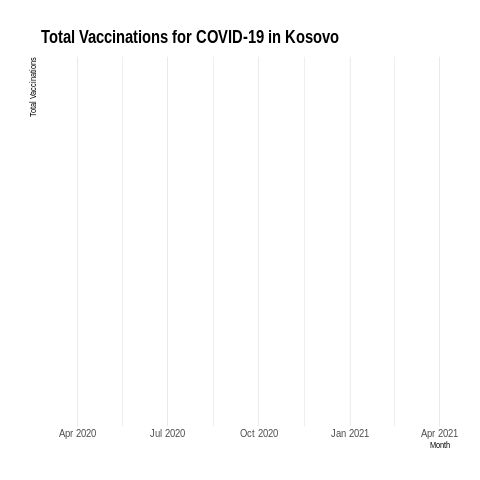 Total Vaccinations for COVID-19 in Kosovo
Total Vaccinations
Apr 2020 Jul 2020 Oct 2020 Jan 2021 Apr 2021
Month